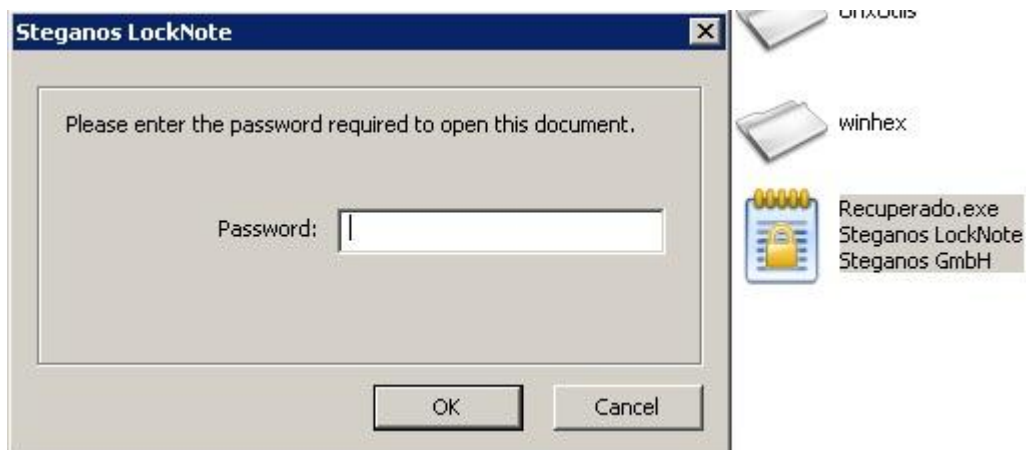 Steganos LockNote
Please enter the password required to open this document.
Password:
OK
Cancel
winhex
Recuperado.exe
Steganos LockNote
Steganos GmbH